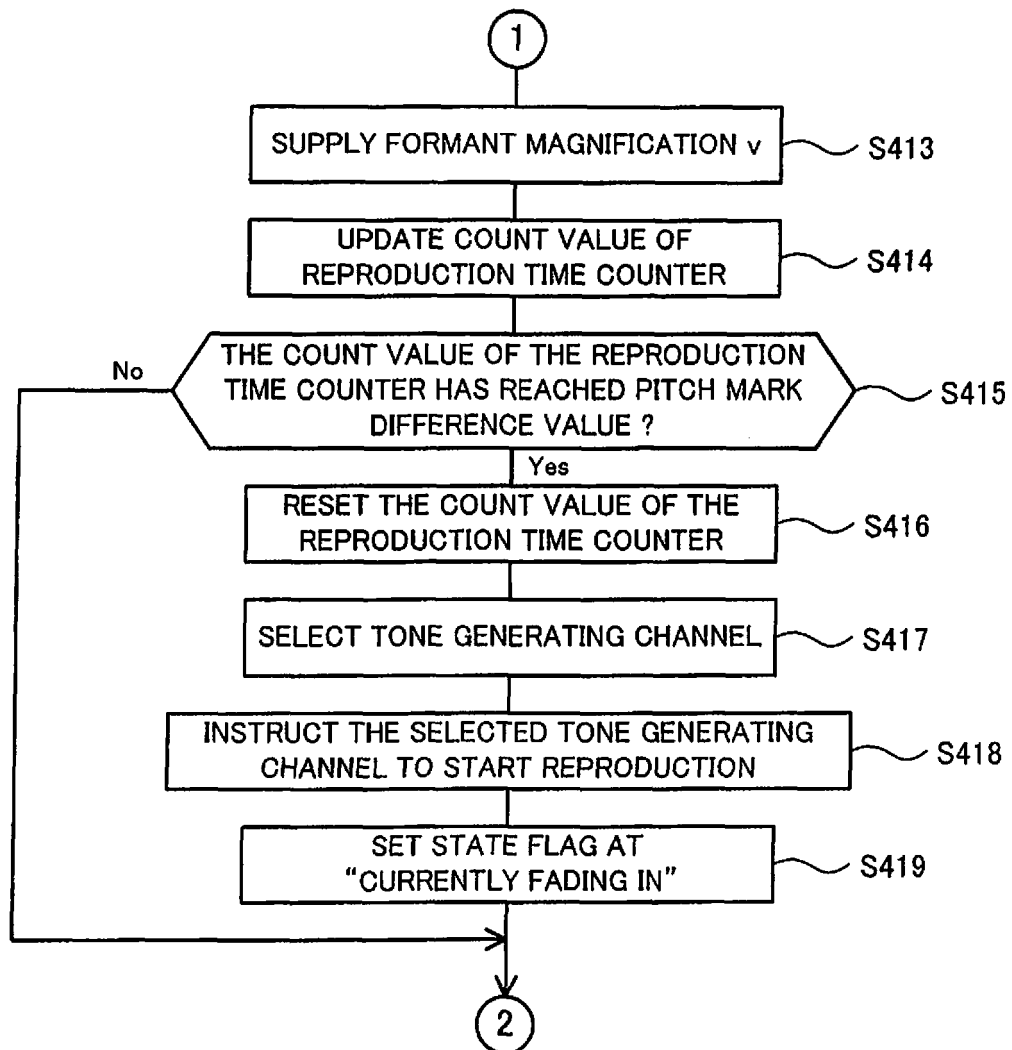 1
SUPPLY FORMANT MAGNIFICATION v
S413
UPDATE COUNT VALUE OF
REPRODUCTION TIME COUNTER
S414
THE COUNT VALUE OF THE REPRODUCTION
TIME COUNTER HAS REACHED PITCH MARK
DIFFERENCE VALUE ?
S415
No
Yes
RESET THE COUNT VALUE OF THE
REPRODUCTION TIME COUNTER
S416
SELECT TONE GENERATING CHANNEL
S417
INSTRUCT THE SELECTED TONE GENERATING
CHANNEL TO START REPRODUCTION
S418
SET STATE FLAG AT
“CURRENTLY FADING IN”
S419
2